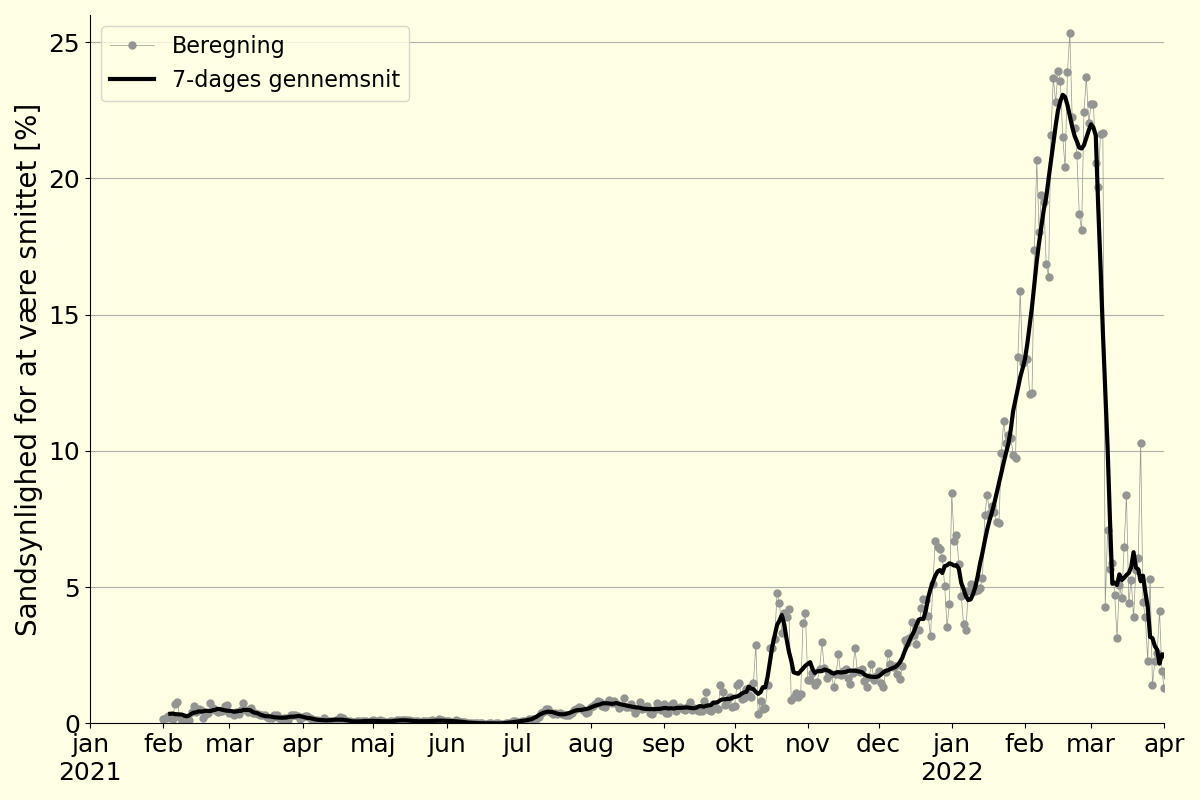 Beregning
7-dages gennemsnit
Sandsynlighed for at være smittet [%]
25
20
15
10
5
0
jan feb mar apr maj jun jul aug sep okt nov dec jan feb mar apr
2021 2022